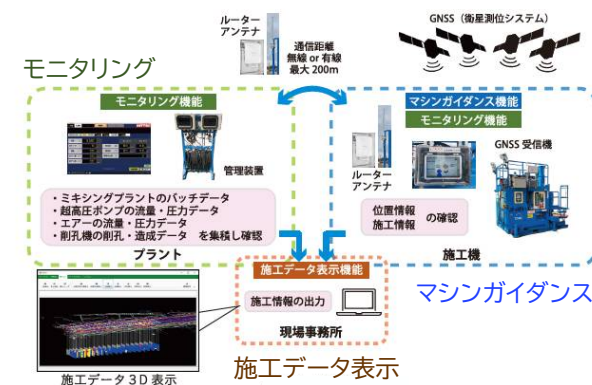 ルーター
アンテナ
通信距離
無線 or 有線
最大 200m
GNSS（衛星測位システム）
モニタリング
モニタリング機能
管理装置
・ミキシングプラントのバッチデータ
・超高圧ポンプの流量・圧力データ
・エアーの流量・圧力データ
・削孔機の削孔・造成データ を集積し確認
プラント
マシンガイダンス機能
モニタリング機能
GNSS 受信機
ルーター
アンテナ
位置情報
施工情報
の確認
施工機
マシンガイダンス
施工データ表示機能
施工情報の出力
現場事務所
施工データ表示
施工データ3D表示